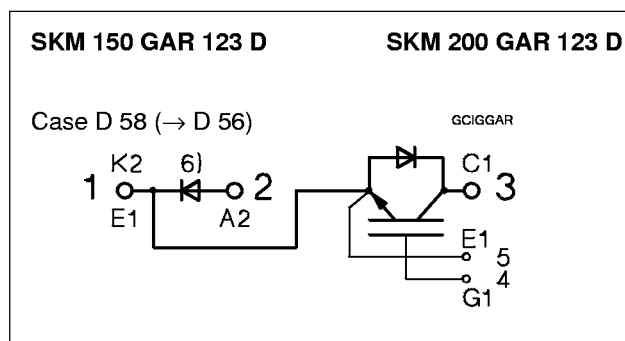 SKM 150 GAR 123 D SKM 200 GAR 123 D
Case D 58 (→ D 56)
GCIGGAR
K2 6) C1
1 2 3
E1 A2
E1 5
4
G1